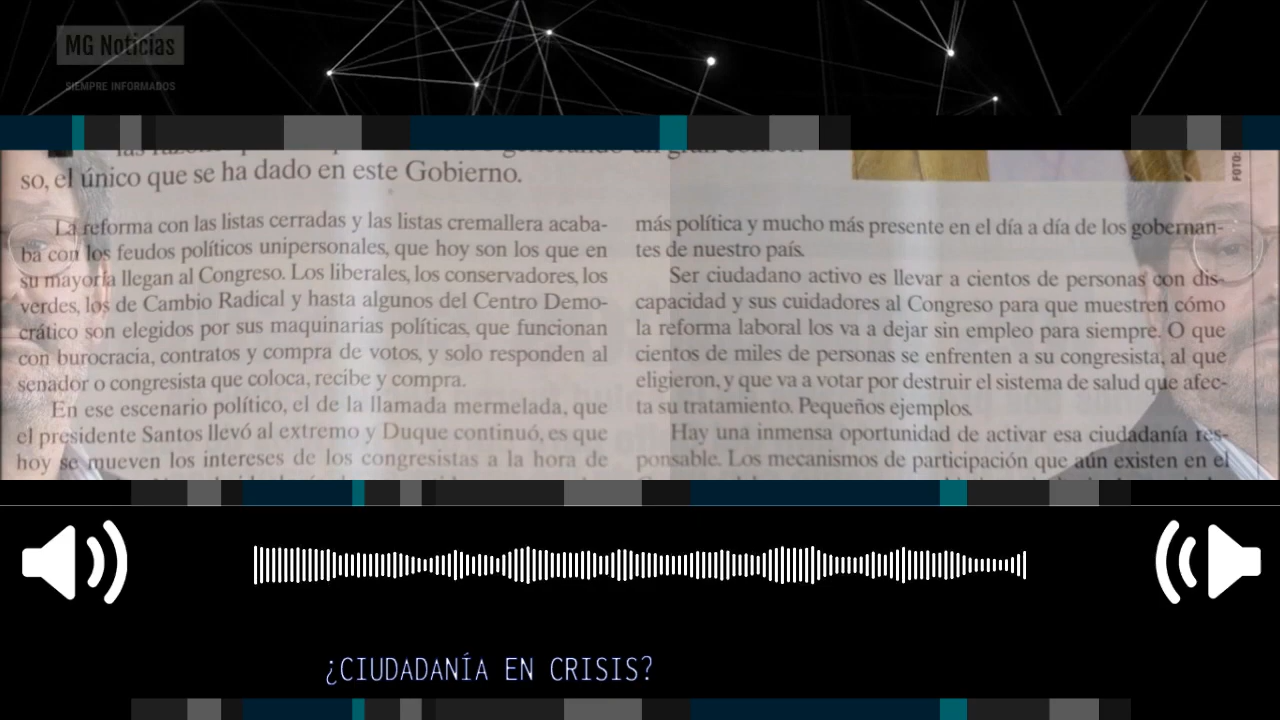 MG Noticias
SIEMPRE INFORMADOS
so, el único que se ha dado en este Gobierno.
La reforma con las listas cerradas y las listas cremallera acaba-
ba con los feudos políticos unipersonales, que hoy son los que en
su mayoría llegan al Congreso. Los liberales, los conservadores, los
verdes, los de Cambio Radical y hasta algunos del Centro Demo-
crático son elegidos por sus maquinarias políticas, que funcionan
con burocracia, contratos y compra de votos, y solo responden al
senador o congresista que coloca, recibe y compra.
En ese escenario político, el de la llamada mermelada, que
el presidente Santos llevó al extremo y Duque continuó, es que
hoy se mueven los intereses de los congresistas a la hora de
FOTO:
más política y mucho más presente en el día a día de los gobernan-
tes de nuestro país.
Ser ciudadano activo es llevar a cientos de personas con dis-
capacidad y sus cuidadores al Congreso para que muestren cómo
la reforma laboral los va a dejar sin empleo para siempre. O que
cientos de miles de personas se enfrenten a su congresista, al que
eligieron, y que va a votar por destruir el sistema de salud que afec-
ta su tratamiento. Pequeños ejemplos.
Hay una inmensa oportunidad de activar esa ciudadanía res-
ponsable. Los mecanismos de participación que aún existen en el
¿CIUDADANÍA EN CRISIS?